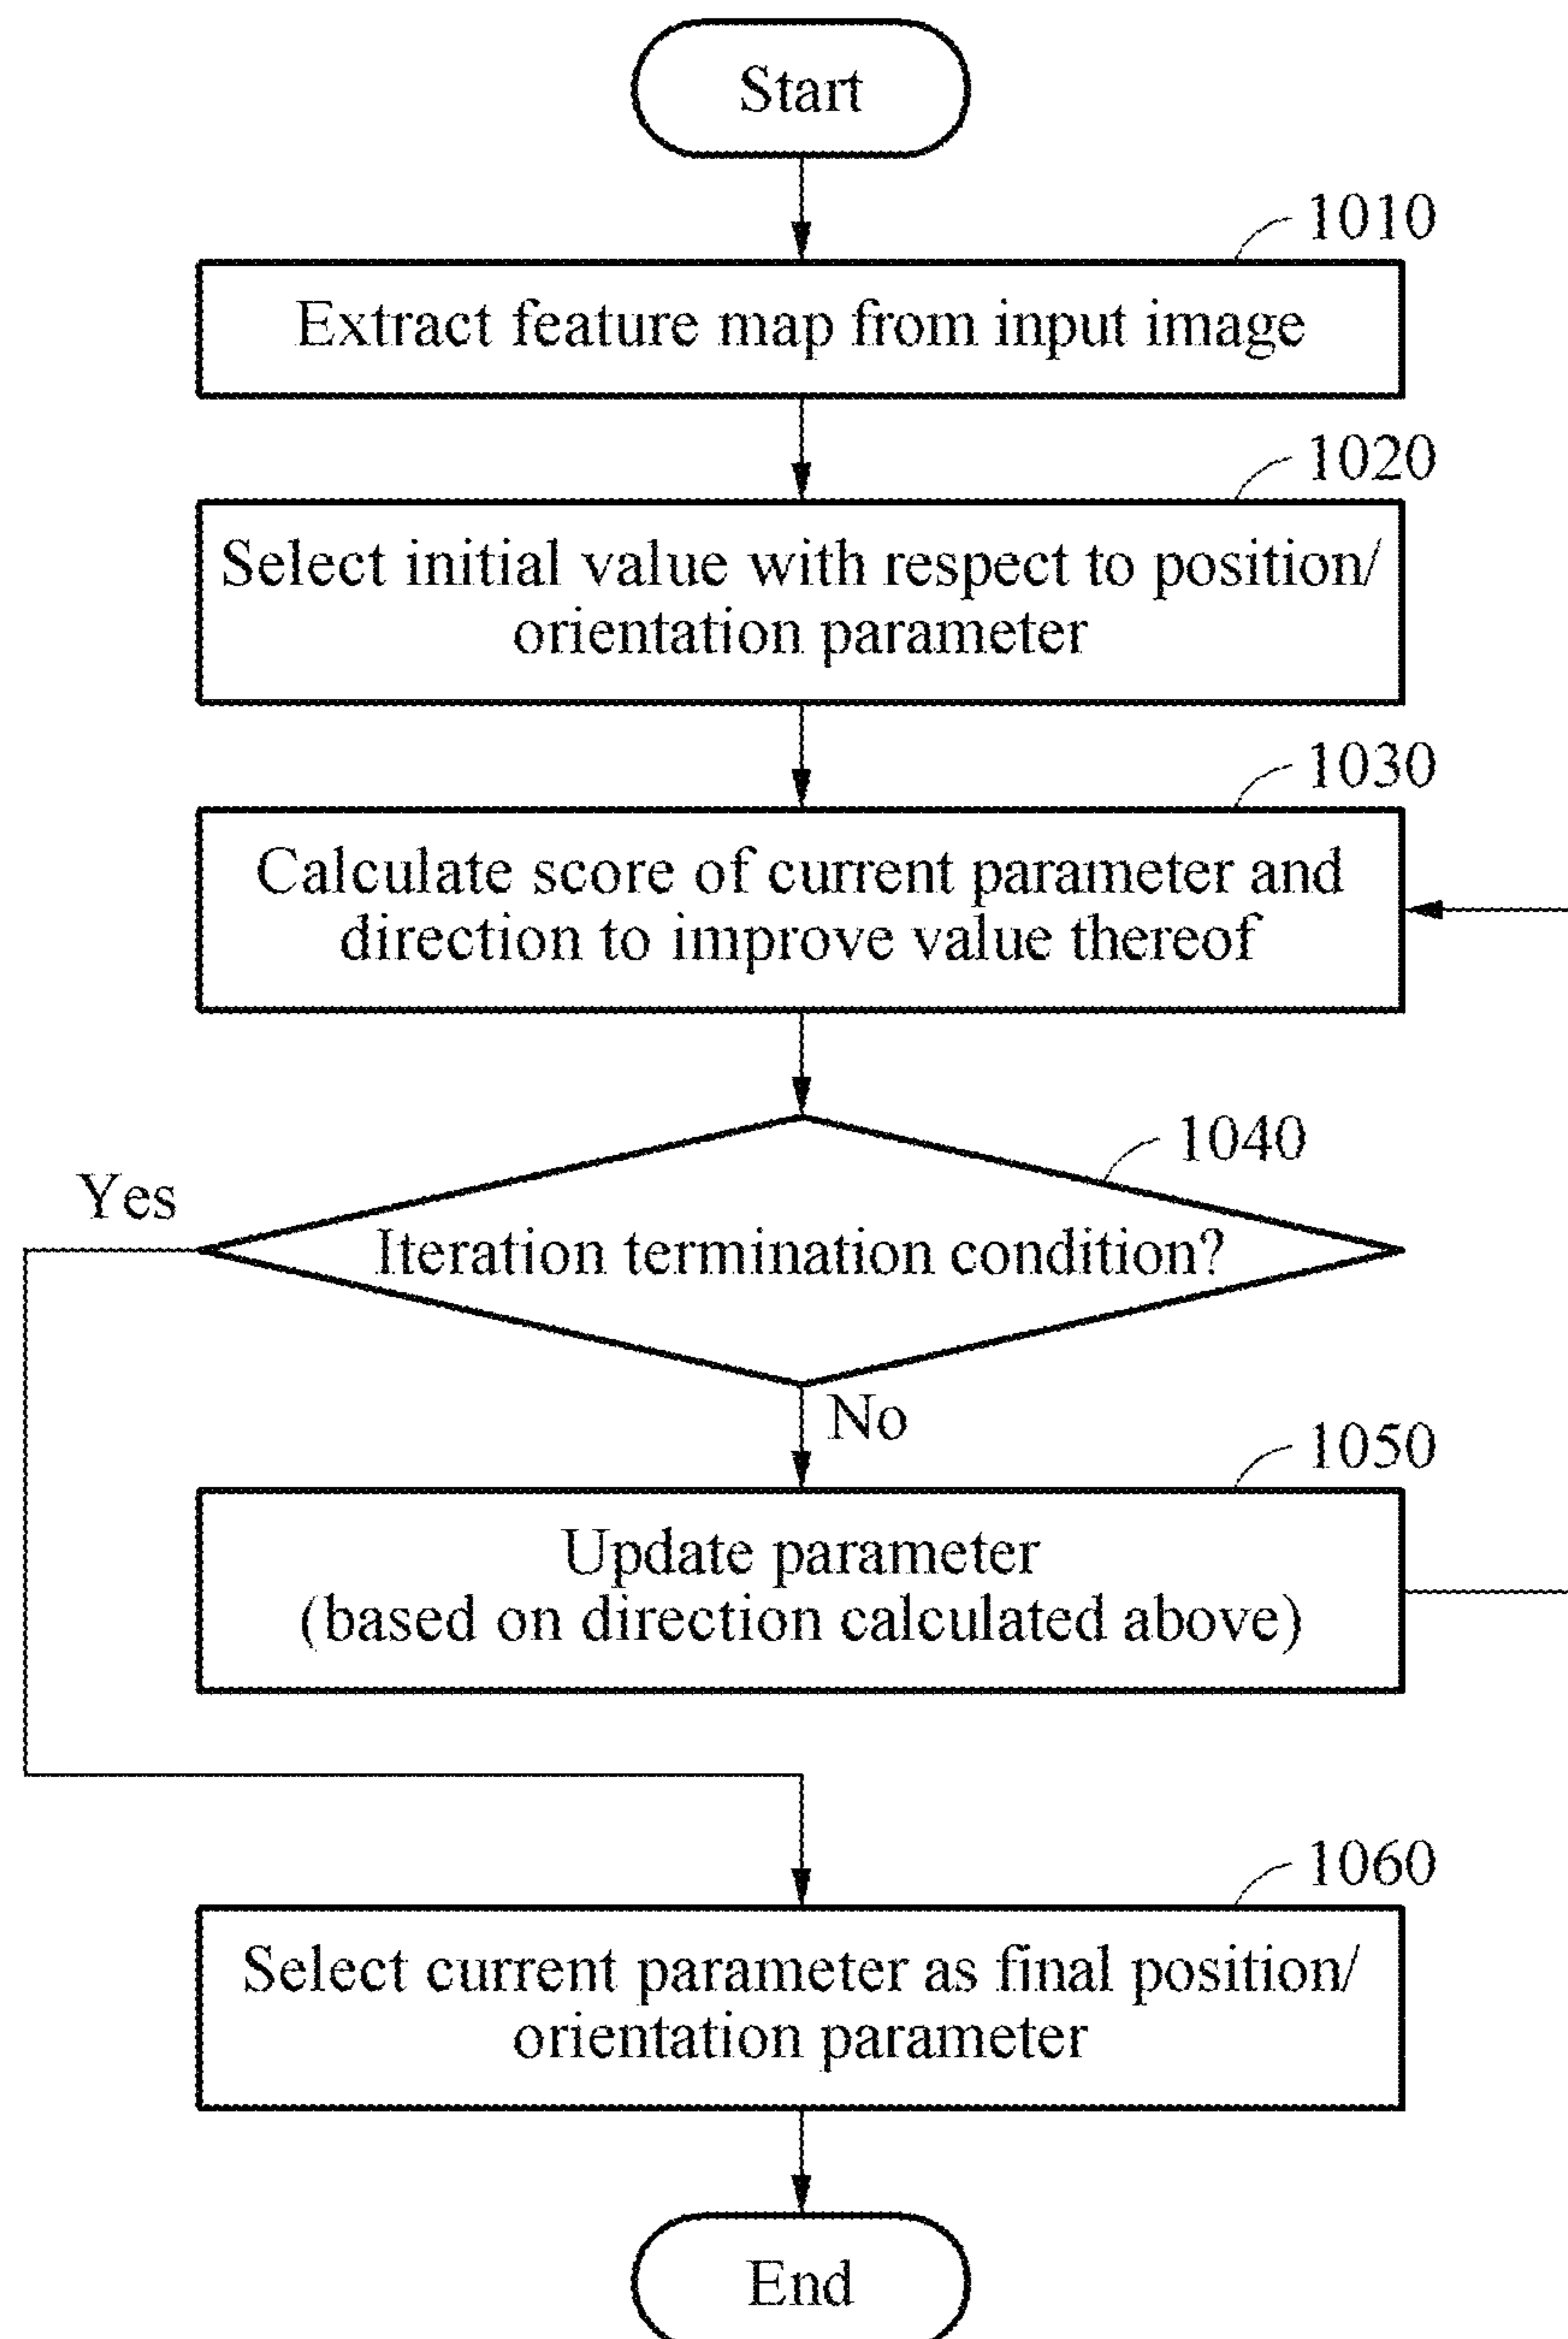 Start
1010
Extract feature map from input image
1020
Select initial value with respect to position/
orientation parameter
1030
Calculate score of current parameter and
direction to improve value thereof
1040
Yes
Iteration termination condition?
No
1050
Update parameter
(based on direction calculated above)
1060
Select current parameter as final position/
orientation parameter
End